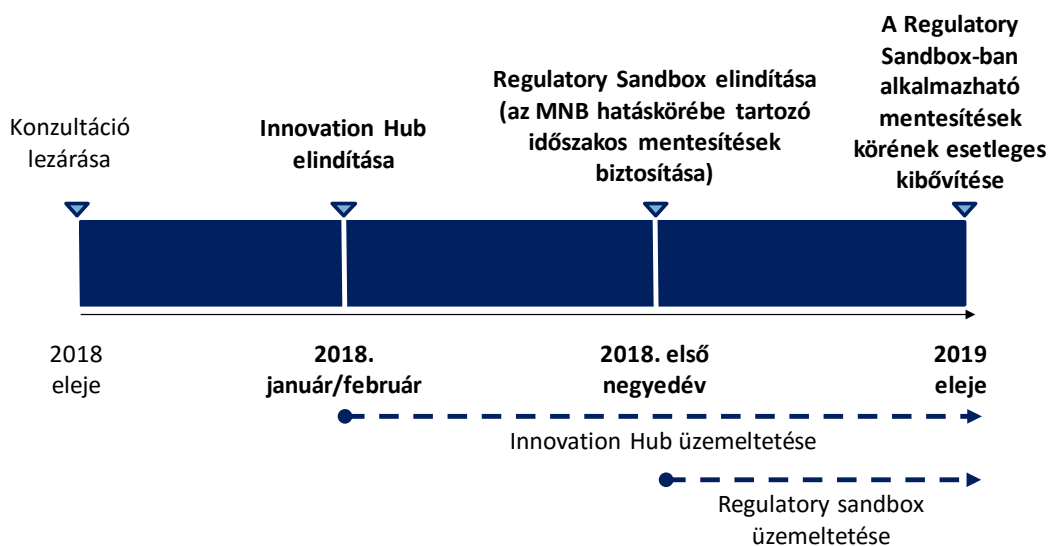 Konzultáció
lezárása
Innovation Hub
elindítása
Regulatory Sandbox elindítása
(az MNB hatáskörébe tartozó
időszakos mentesítések
biztosítása)
A Regulatory
Sandbox-ban
alkalmazható
mentesítések
körének esetleges
kibővítése
2018
eleje
2018.
január/február
2018. első
negyedév
2019
eleje
Innovation Hub üzemeltetése
Regulatory sandbox
üzemeltetése